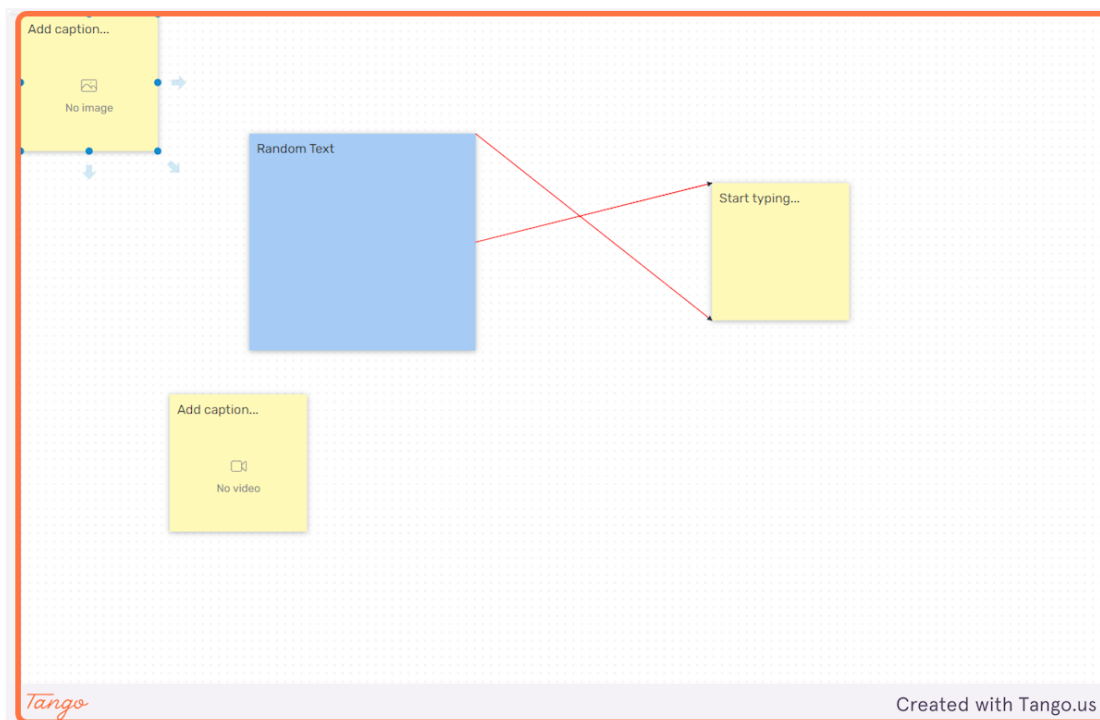 Add caption...
No image
Random Text
Start typing...
Add caption...
No video
Tango
Created with Tango.us